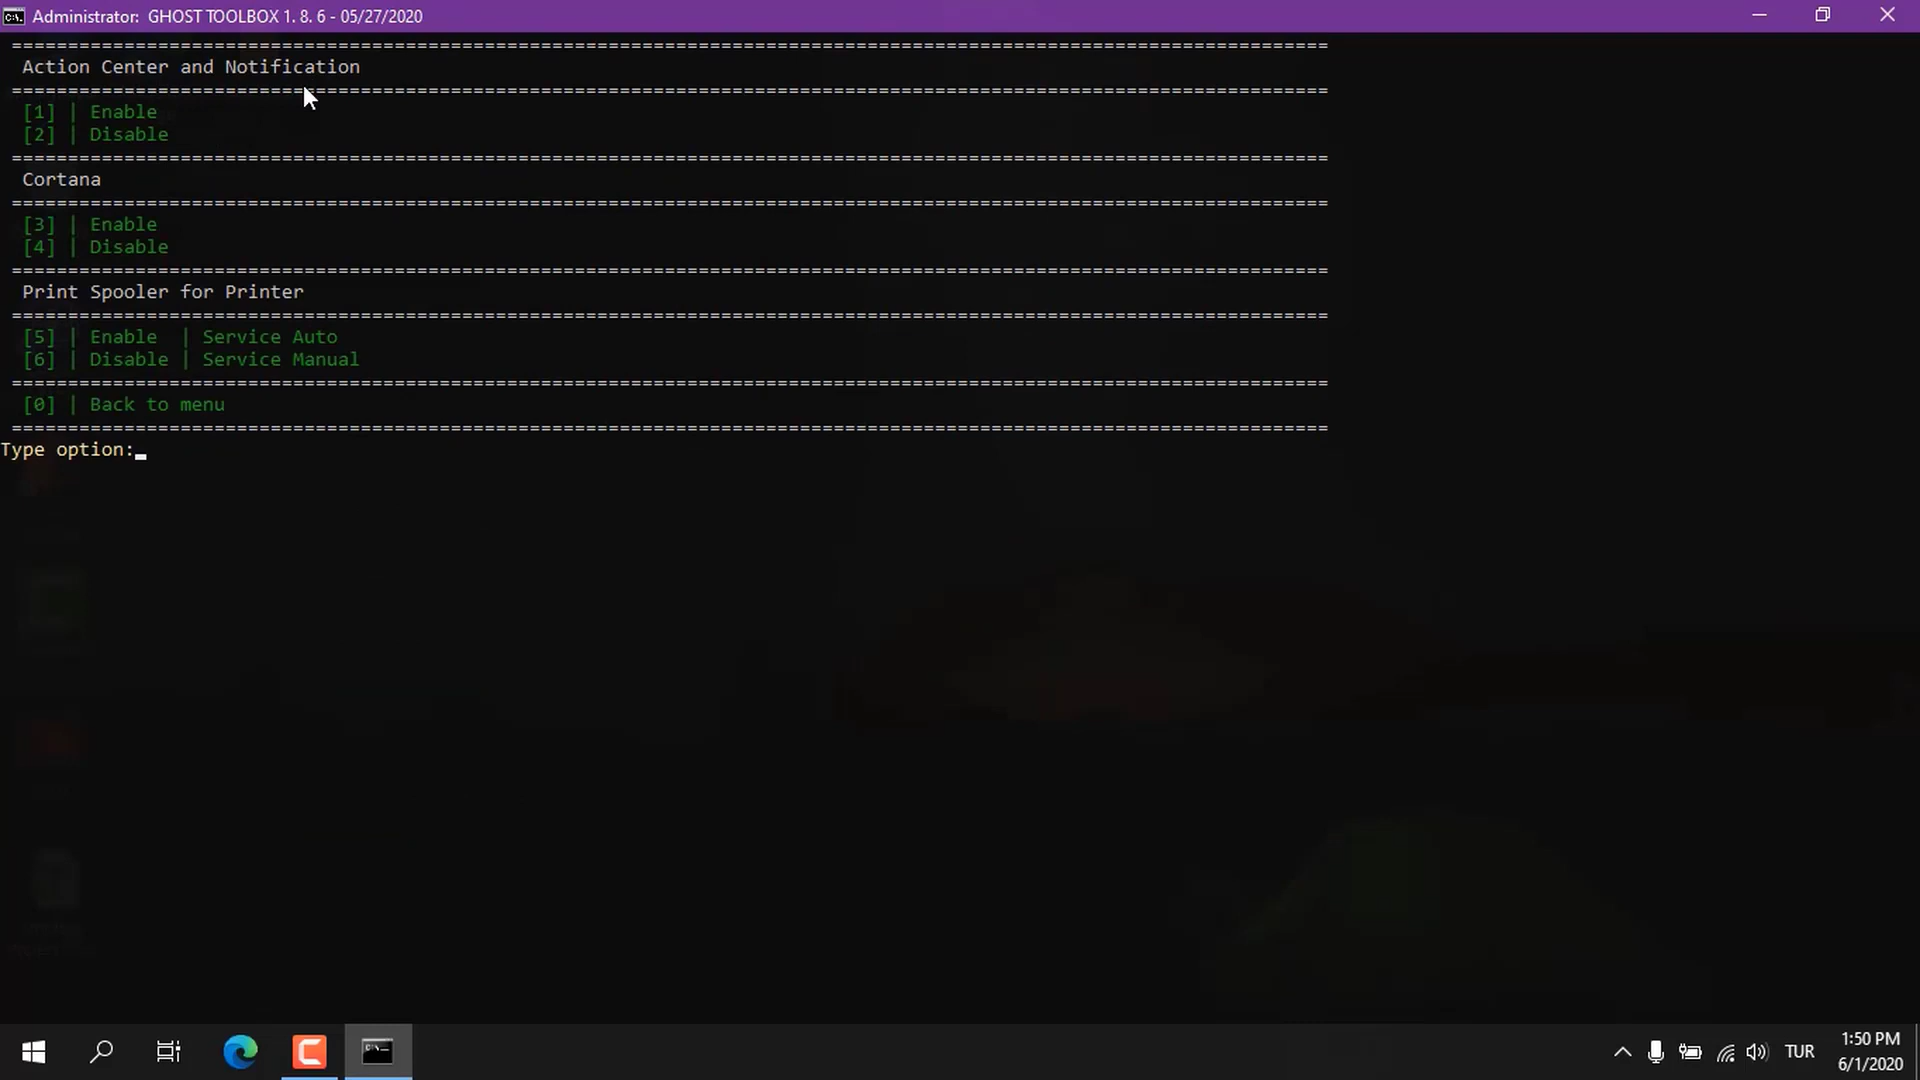 Administrator:  GHOST TOOLBOX 1. 8. 6 - 05/27/2020
=====================================================================================================================
Action Center and Notification
=====================================================================================================================
[1] | Enable
[2] | Disable
=====================================================================================================================
Cortana
=====================================================================================================================
[3] | Enable
[4] | Disable
=====================================================================================================================
Print Spooler for Printer
=====================================================================================================================
[5] | Enable  | Service Auto
[6] | Disable | Service Manual
=====================================================================================================================
[0] | Back to menu
=====================================================================================================================
Type option:
TUR
1:50 PM
6/1/2020